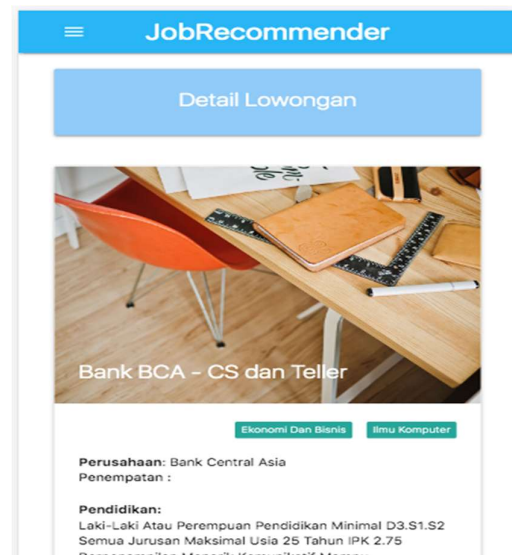 JobRecommender
Detail Lowongan
Bank BCA – CS dan Teller
Ekonomi Dan Bisnis
Ilmu Komputer
Perusahaan: Bank Central Asia
Penempatan :
Pendidikan:
Laki-Laki Atau Perempuan Pendidikan Minimal D3.S1.S2
Semua Jurusan Maksimal Usia 25 Tahun IPK 2.75